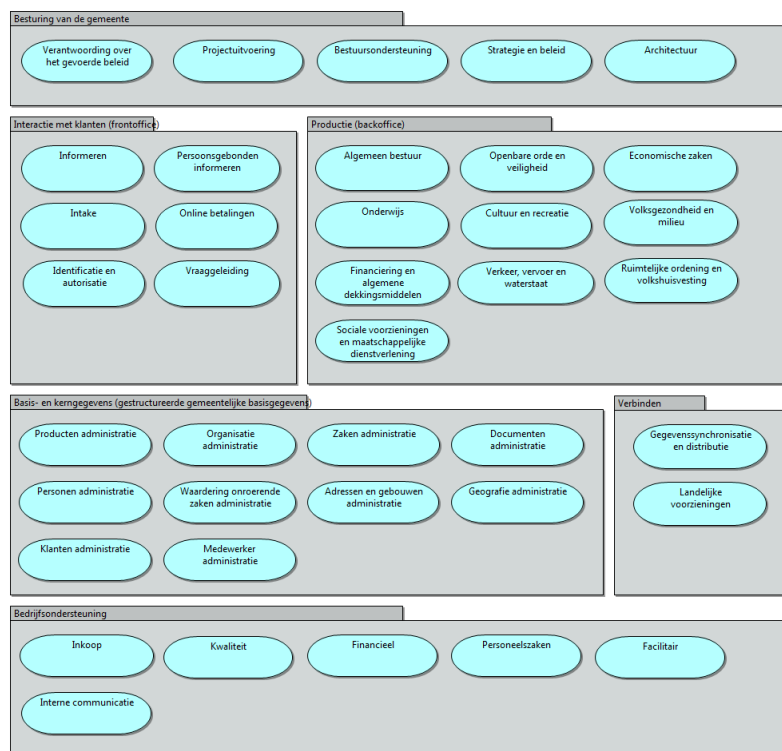 Besturing van de gemeente
Verantwoording over
het gevoerde beleid
Projectuitvoering
Bestuursondersteuning
Strategie en beleid
Architectuur
Interactie met klanten (frontoffice)
Informeren
Persoonsgebonden
informeren
Intake
Online betalingen
Identificatie en
autorisatie
Vraaggeleiding
Productie (backoffice)
Algemeen bestuur
Openbare orde en
veiligheid
Economische zaken
Onderwijs
Cultuur en recreatie
Volksgezondheid en
milieu
Financiering en
algemene
dekkingsmiddelen
Verkeer, vervoer en
waterstaat
Ruimtelijke ordening en
volkshuisvesting
Sociale voorzieningen
en maatschappelijke
dienstverlening
Basis- en kerngegevens (gestructureerde gemeentelijke basisgegevens)
Producten administratie
Organisatie
administratie
Zaken administratie
Documenten
administratie
Personen administratie
Waardering onroerende
zaken administratie
Adressen en gebouwen
administratie
Geografie administratie
Klanten administratie
Medewerker
administratie
Verbinden
Gegevenssynchronisatie
en distributie
Landelijke
voorzieningen
Bedrijfsondersteuning
Inkoop
Kwaliteit
Financieel
Personeelszaken
Facilitair
Interne communicatie